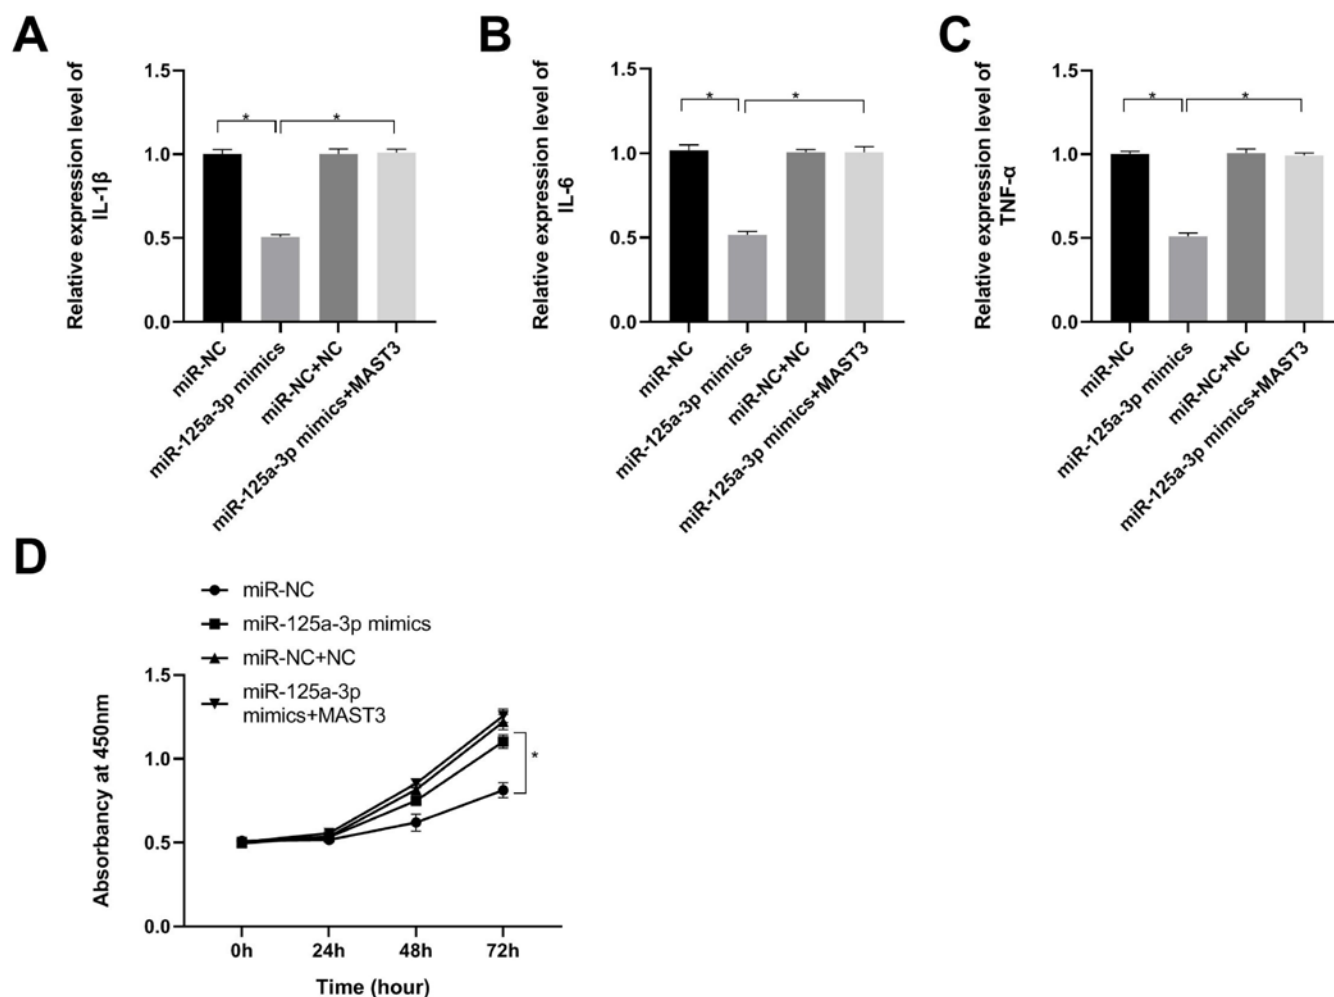 A
Relative expression level of
IL-1β
1.5
1.0
0.5
0.0
*
*
miR-NC
miR-125a-3p mimics
miR-NC+NC
miR-125a-3p mimics+MAST3
B
Relative expression level of
IL-6
1.5
1.0
0.5
0.0
*
*
miR-NC
miR-125a-3p mimics
miR-NC+NC
miR-125a-3p mimics+MAST3
C
Relative expression level of
TNF-α
1.5
1.0
0.5
0.0
*
*
miR-NC
miR-125a-3p mimics
miR-NC+NC
miR-125a-3p mimics+MAST3
D
miR-NC
miR-125a-3p mimics
miR-NC+NC
miR-125a-3p
mimics+MAST3
Absorbancy at 450nm
1.5
1.0
0.5
0.0
*
0h
24h
48h
72h
Time (hour)